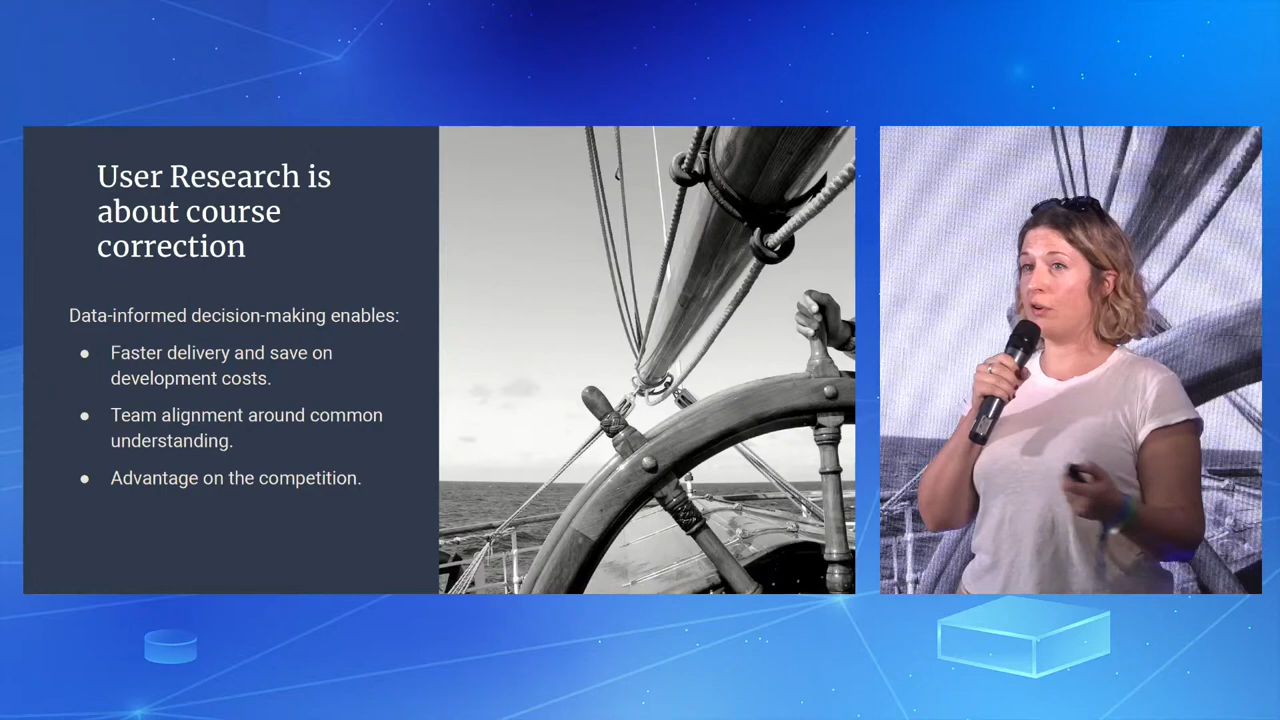 User Research is
about course
correction
Data-informed decision-making enables:
● Faster delivery and save on
development costs.
● Team alignment around common
understanding.
● Advantage on the competition.